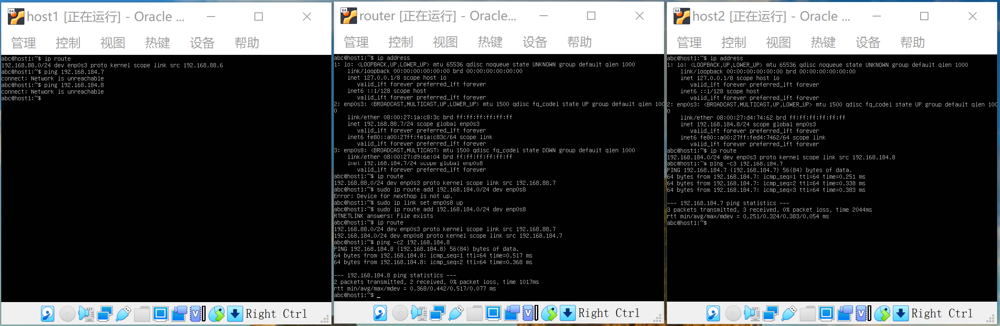 64
host1 [正在运行] - Oracle ...
管理 控制 视图 热键 设备 帮助
abc@host1:~$ ip route
192.168.88.0/24 dev enp0s3 proto kernel scope link src 192.168.88.6
abc@host1:~$ ping 192.168.184.7
connect: Network is unreachable
abc@host1:~$ ping 192.168.184.8
connect: Network is unreachable
abc@host1:~$
V
Right Ctrl
64
router [正在运行] - Oracle...
管理 控制 视图 热键 设备 帮助
abc@host1:~$ ip address
1: lo: <LOOPBACK,UP,LOWER_UP> mtu 65536 qdisc noqueue state UNKNOWN group default qlen 1000
link/loopback 00:00:00:00:00:00 brd 00:00:00:00:00:00
inet 127.0.0.1/8 scope host lo
valid_lft forever preferred_lft forever
inet6 ::1/128 scope host
valid_lft forever preferred_lft forever
2: enp0s3: <BROADCAST,MULTICAST,UP,LOWER_UP> mtu 1500 qdisc fq_codel state UP group default qlen 100
0
link/ether 08:00:27:1a:c8:3c brd ff:ff:ff:ff:ff:ff
inet 192.168.88.7/24 scope global enp0s3
valid_lft forever preferred_lft forever
inet6 fe80::a00:27ff:fe1a:c83c/64 scope link
valid_lft forever preferred_lft forever
3: enp0s8: <BROADCAST,MULTICAST> mtu 1500 qdisc fq_codel state DOWN group default qlen 1000
link/ether 08:00:27:d9:6e:04 brd ff:ff:ff:ff:ff:ff
inet 192.168.184.7/24 scope global enp0s8
valid_lft forever preferred_lft forever
abc@host1:~$ ip route
192.168.88.0/24 dev enp0s3 proto kernel scope link src 192.168.88.7
abc@host1:~$ sudo ip route add 192.168.184.0/24 dev enp0s8
Error: Device for nexthop is not up.
abc@host1:~$ sudo ip link set enp0s8 up
abc@host1:~$ sudo ip route add 192.168.184.0/24 dev enp0s8
RTNETLINK answers: File exists
abc@host1:~$ ip route
192.168.88.0/24 dev enp0s3 proto kernel scope link src 192.168.88.7
192.168.184.0/24 dev enp0s8 proto kernel scope link src 192.168.184.7
abc@host1:~$ ping -c2 192.168.184.8
PING 192.168.184.8 (192.168.184.8) 56(84) bytes of data.
64 bytes from 192.168.184.8: icmp_seq=1 ttl=64 time=0.517 ms
64 bytes from 192.168.184.8: icmp_seq=2 ttl=64 time=0.368 ms
--- 192.168.184.8 ping statistics ---
2 packets transmitted, 2 received, 0% packet loss, time 1017ms
rtt min/avg/max/mdev = 0.368/0.442/0.517/0.077 ms
abc@host1:~$ _
V
Right Ctrl
64
host2 [正在运行] - Oracle ...
管理 控制 视图 热键 设备 帮助
abc@host1:~$ ip address
1: lo: <LOOPBACK,UP,LOWER_UP> mtu 65536 qdisc noqueue state UNKNOWN group default qlen 1000
link/loopback 00:00:00:00:00:00 brd 00:00:00:00:00:00
inet 127.0.0.1/8 scope host lo
valid_lft forever preferred_lft forever
inet6 ::1/128 scope host
valid_lft forever preferred_lft forever
2: enp0s3: <BROADCAST,MULTICAST,UP,LOWER_UP> mtu 1500 qdisc fq_codel state UP group default qlen 100
0
link/ether 08:00:27:d4:74:62 brd ff:ff:ff:ff:ff:ff
inet 192.168.184.8/24 scope global enp0s3
valid_lft forever preferred_lft forever
inet6 fe80::a00:27ff:fed4:7462/64 scope link
valid_lft forever preferred_lft forever
abc@host1:~$ ip route
192.168.184.0/24 dev enp0s3 proto kernel scope link src 192.168.184.8
abc@host1:~$ ping -c3 192.168.184.7
PING 192.168.184.7 (192.168.184.7) 56(84) bytes of data.
64 bytes from 192.168.184.7: icmp_seq=1 ttl=64 time=0.251 ms
64 bytes from 192.168.184.7: icmp_seq=2 ttl=64 time=0.338 ms
64 bytes from 192.168.184.7: icmp_seq=3 ttl=64 time=0.383 ms
--- 192.168.184.7 ping statistics ---
3 packets transmitted, 3 received, 0% packet loss, time 2044ms
rtt min/avg/max/mdev = 0.251/0.324/0.383/0.054 ms
abc@host1:~$
V
Right Ctrl